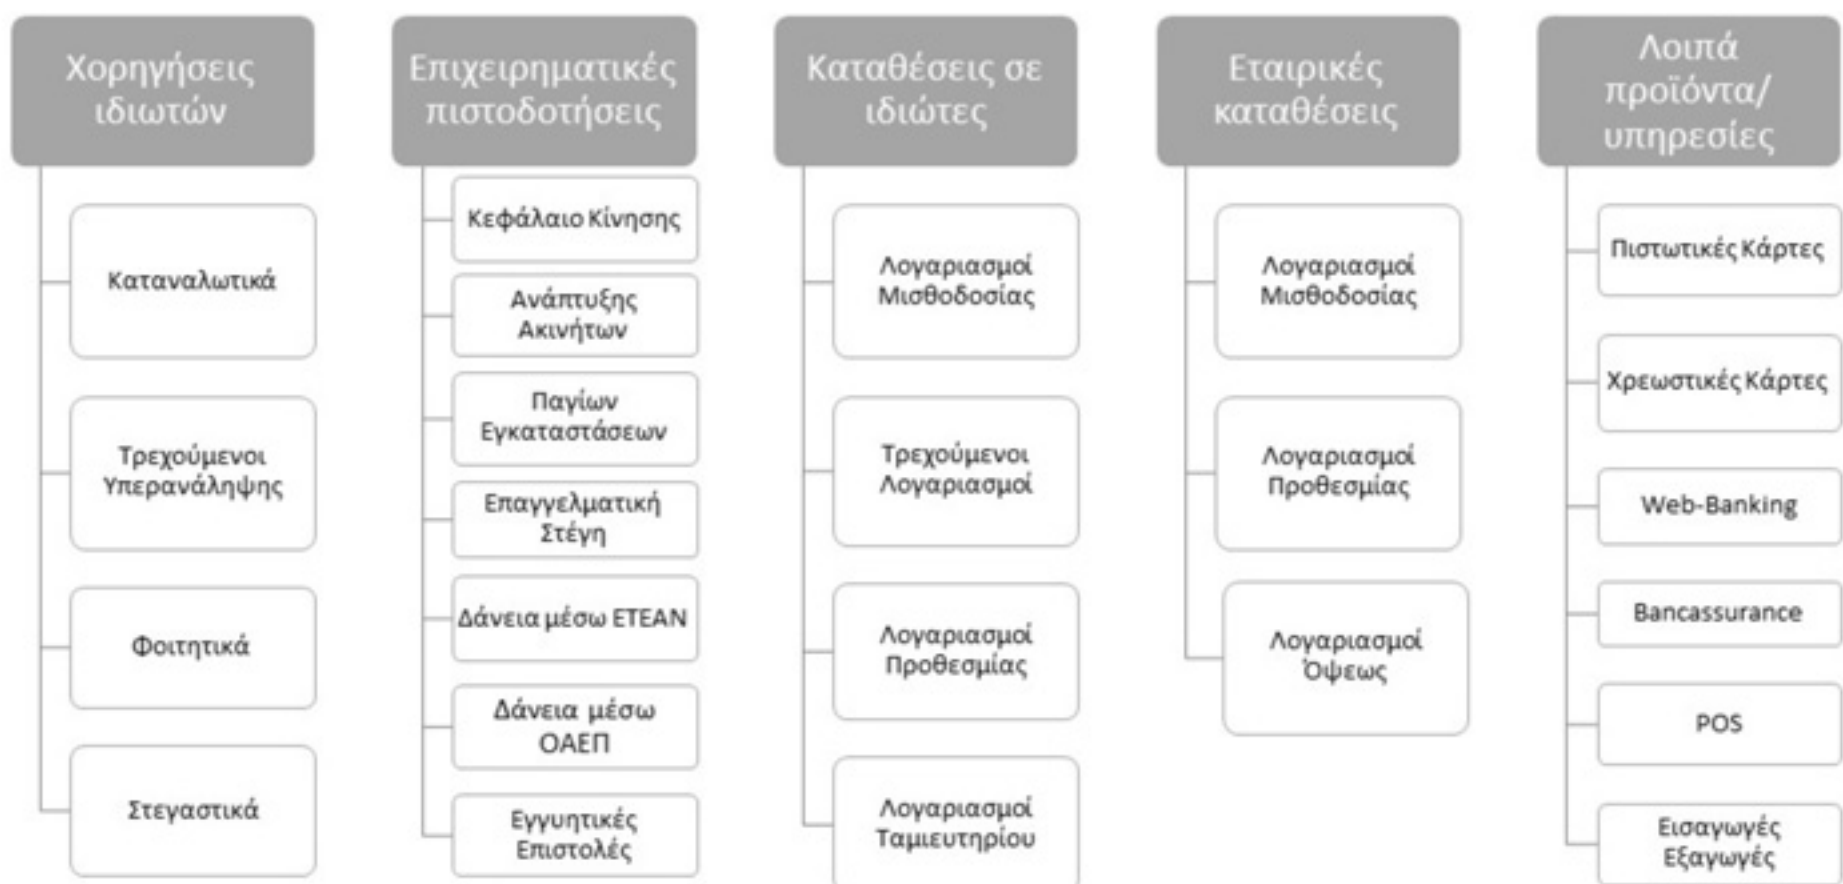 Χορηγήσεις
ιδιωτών
Καταναλωτικά
Τρεχούμενοι
Υπερανάληψης
Φοιτητικά
Στεγαστικά
Επιχειρηματικές
πιστοδοτήσεις
Κεφάλαιο Κίνησης
Ανάπτυξης
Ακινήτων
Παγίων
Εγκαταστάσεων
Επαγγελματική
Στέγη
Δάνεια μέσω ΕΤΕΑΝ
Δάνεια μέσω
ΟΑΕΠ
Εγγυητικές
Επιστολές
Καταθέσεις σε
ιδιώτες
Λογαριασμοί
Μισθοδοσίας
Τρεχούμενοι
Λογαριασμοί
Λογαριασμοί
Προθεσμίας
Λογαριασμοί
Ταμιευτηρίου
Εταιρικές
καταθέσεις
Λογαριασμοί
Μισθοδοσίας
Λογαριασμοί
Προθεσμίας
Λογαριασμοί
Όψεως
Λοιπά
προϊόντα/
υπηρεσίες
Πιστωτικές Κάρτες
Χρεωστικές Κάρτες
Web-Banking
Bancassurance
POS
Εισαγωγές
Εξαγωγές